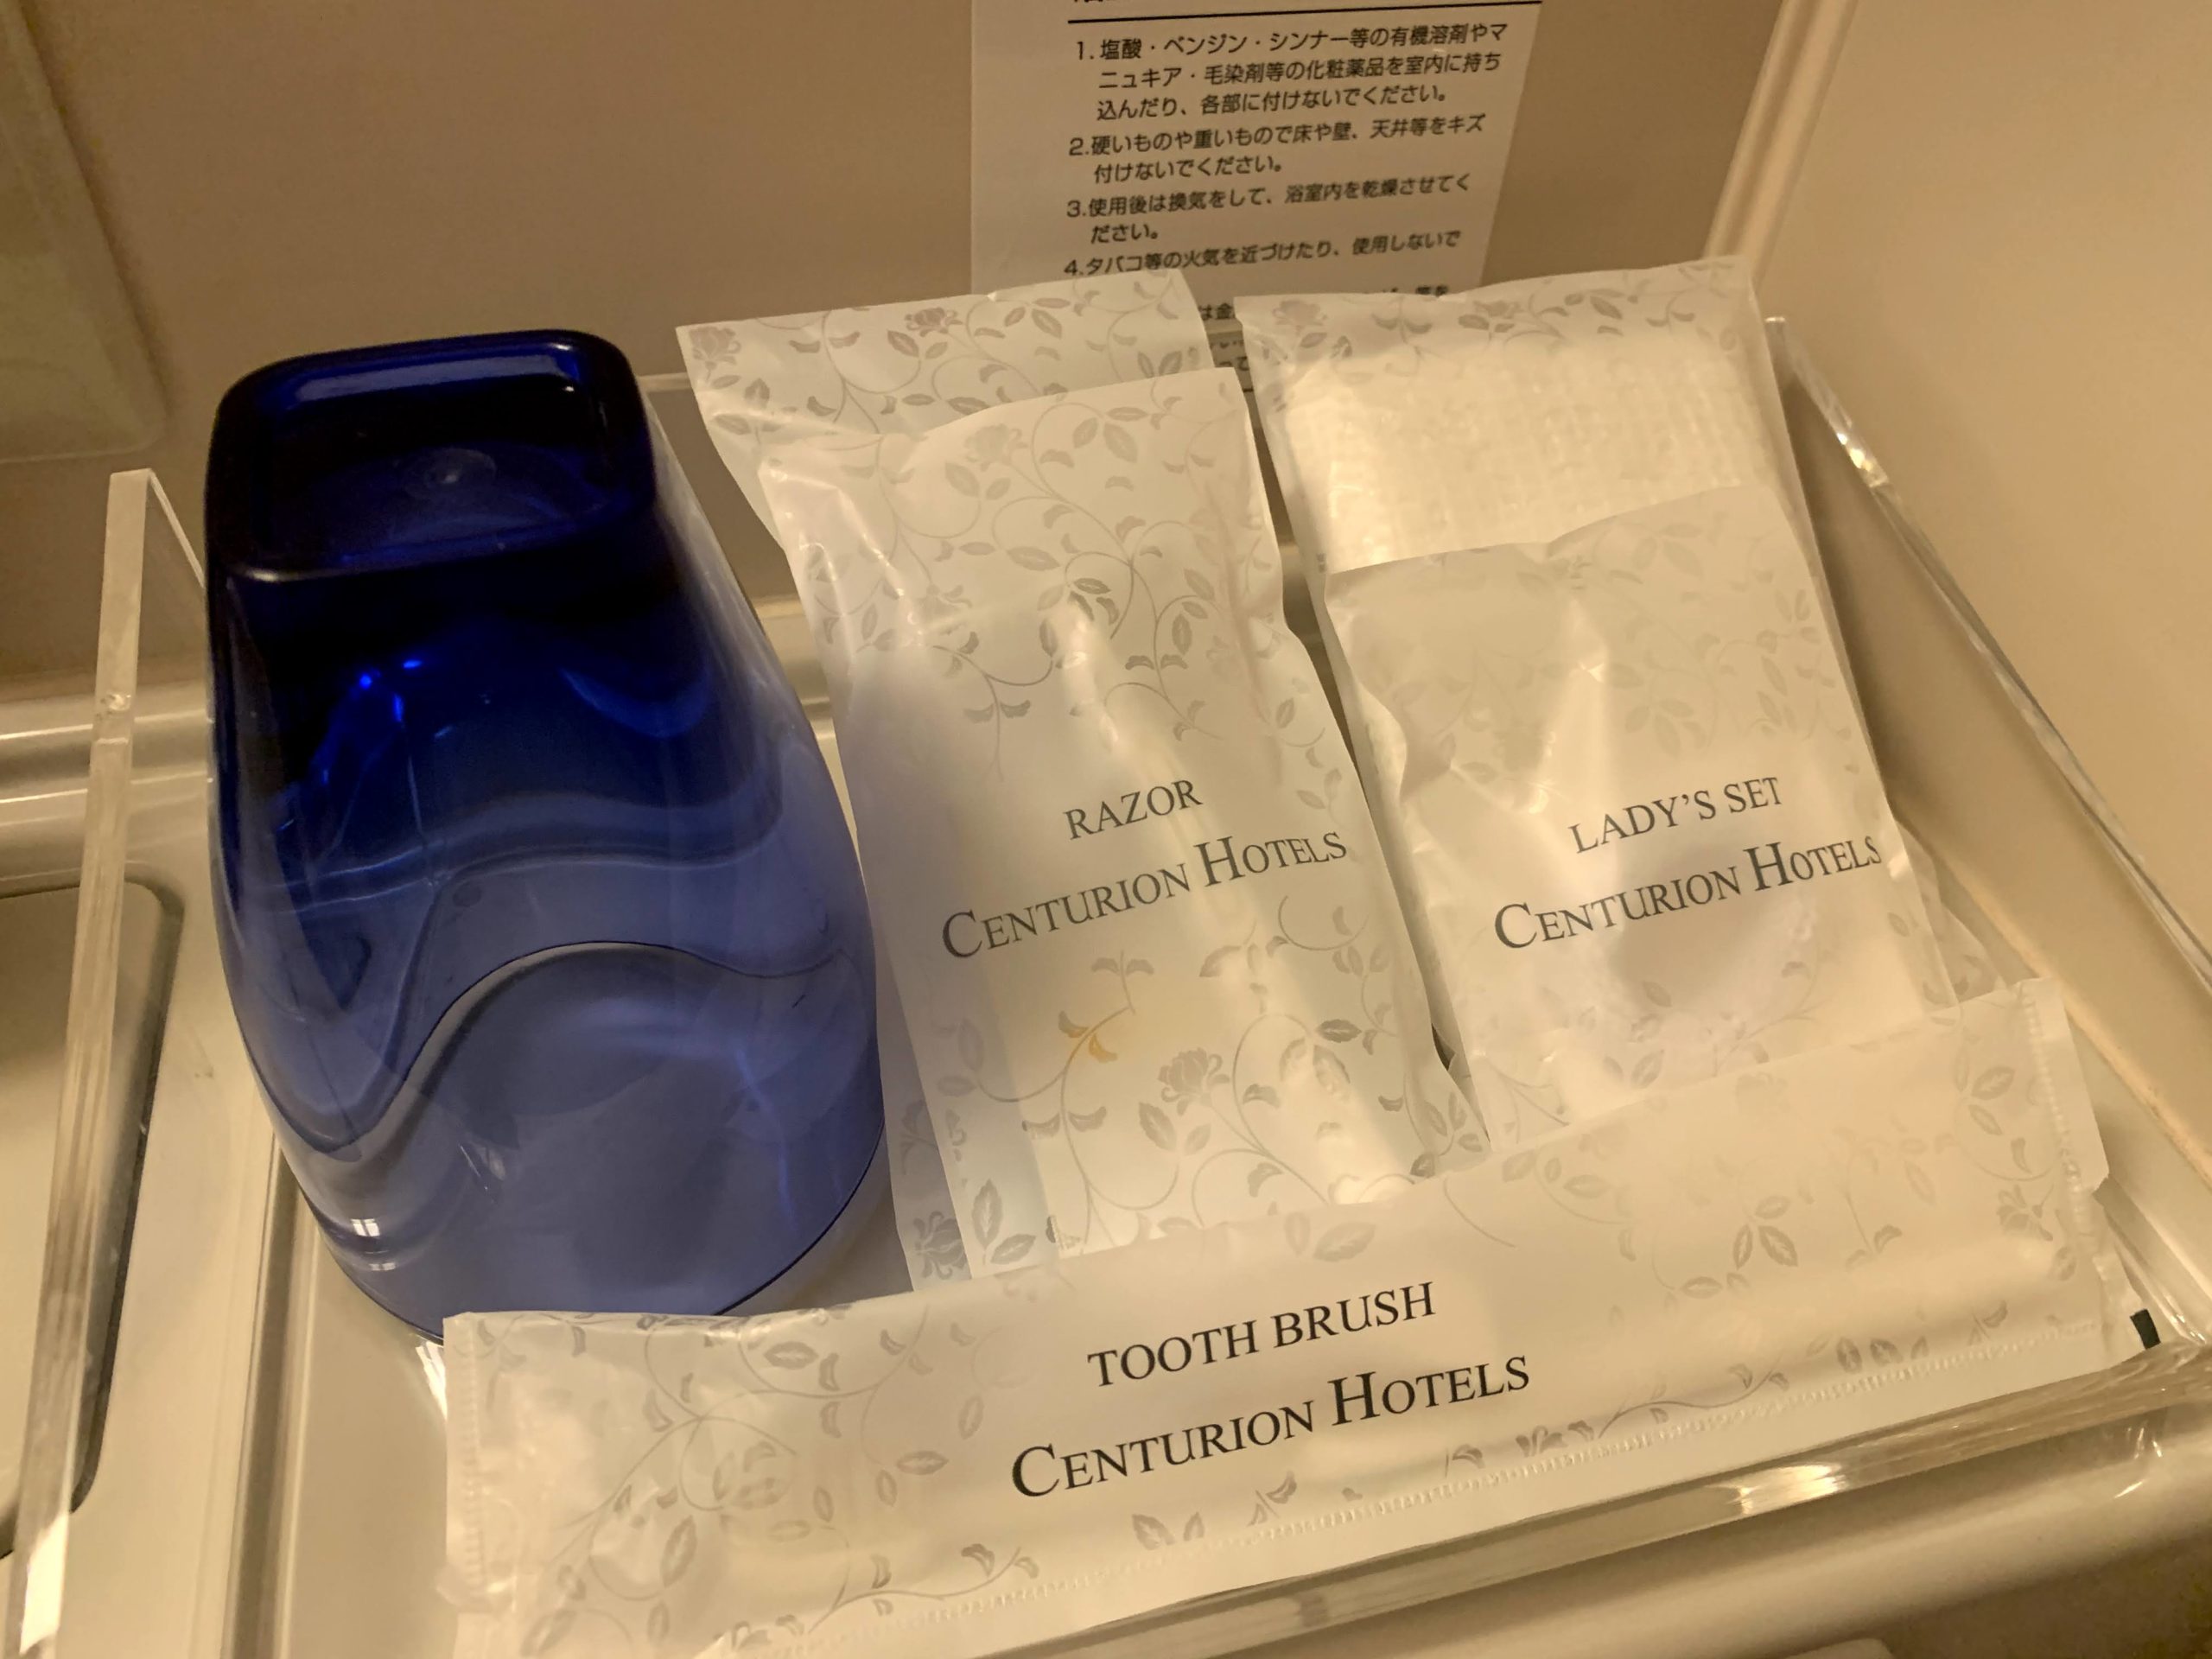 1. 塩酸・ベンジン・シンナー等の有機溶剤やマ
ニュキア・毛染剤等の化粧薬品を室内に持ち
込んだり、各部に付けないでください。
2.硬いものや重いもので床や壁、天井等をキズ
付けないでください。
3.使用後は換気をして、浴室内を乾燥させてく
ださい。
4.タバコ等の火気を近づけたり、使用しないで
は金
RAZOR
CENTURION HOTELS
LADY'S SET
CENTURION HOTELS
TOOTH BRUSH
CENTURION HOTELS